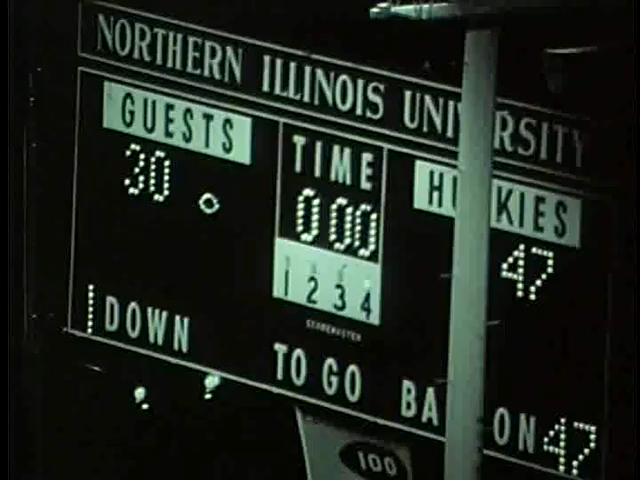 NORTHERN ILLINOIS UNI RSITY
GUESTS
TIME
HU KIES
30
0:00
47
1 2 3 4
1 DOWN
TO GO
BA ON 47
100